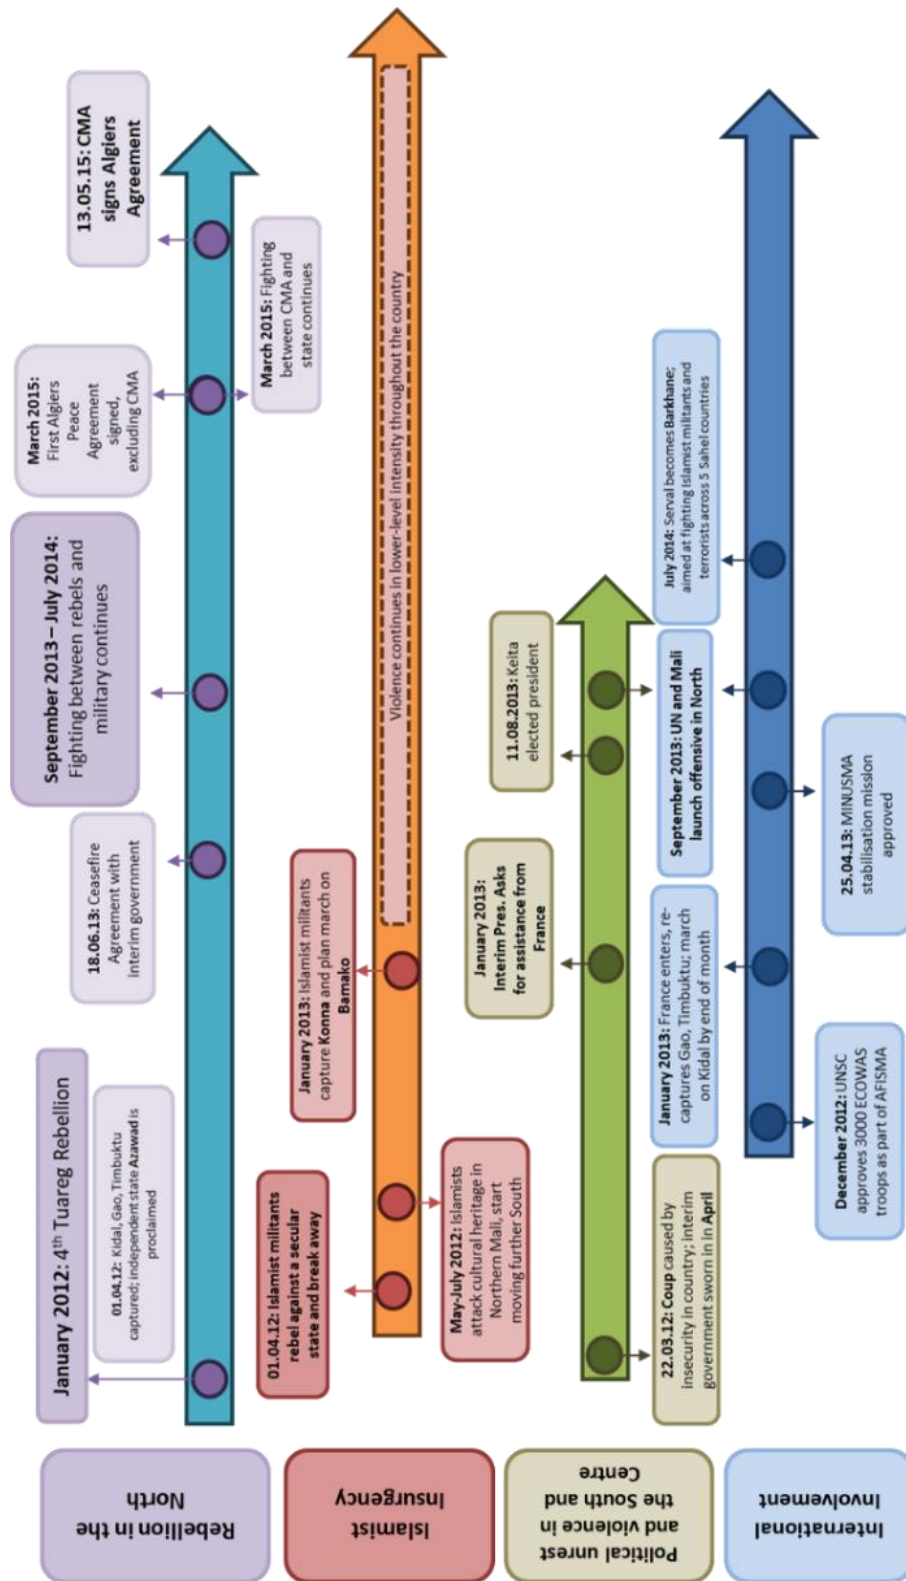 Rebellion in the
North
January 2012: 4th Tuareg Rebellion
01.04.12: Kidal, Gao, Timbuktu
captured; independent state Azawad is
proclaimed
18.06.13: Ceasefire
Agreement with
interim government
September 2013 – July 2014:
Fighting between rebels and
military continues
March 2015:
First Algiers
Peace
Agreement
signed,
excluding CMA
March 2015: Fighting
between CMA and
state continues
13.05.15: CMA
signs Algiers
Agreement
Islamist
Insurgency
01.04.12: Islamist militants
rebel against a secular
state and break away
May-July 2012: Islamists
attack cultural heritage in
Northern Mali, start
moving further South
January 2013: Islamist militants
capture Konna and plan march on
Bamako
Violence continues in lower-level intensity throughout the country
Political unrest
and violence in
the South and
Centre
22.03.12: Coup caused by
insecurity in country; interim
government sworn in in April
January 2013:
Interim Pres. Asks
for assistance from
France
11.08.2013: Keita
elected president
International
Involvement
December 2012: UNSC
approves 3000 ECOWAS
troops as part of AFISMA
January 2013: France enters, re-
captures Gao, Timbuktu; march
on Kidal by end of month
25.04.13: MINUSMA
stabilisation mission
approved
September 2013: UN and Mali
launch offensive in North
July 2014: Serval becomes Barkhane;
aimed at fighting Islamist militants and
terrorists across 5 Sahel countries